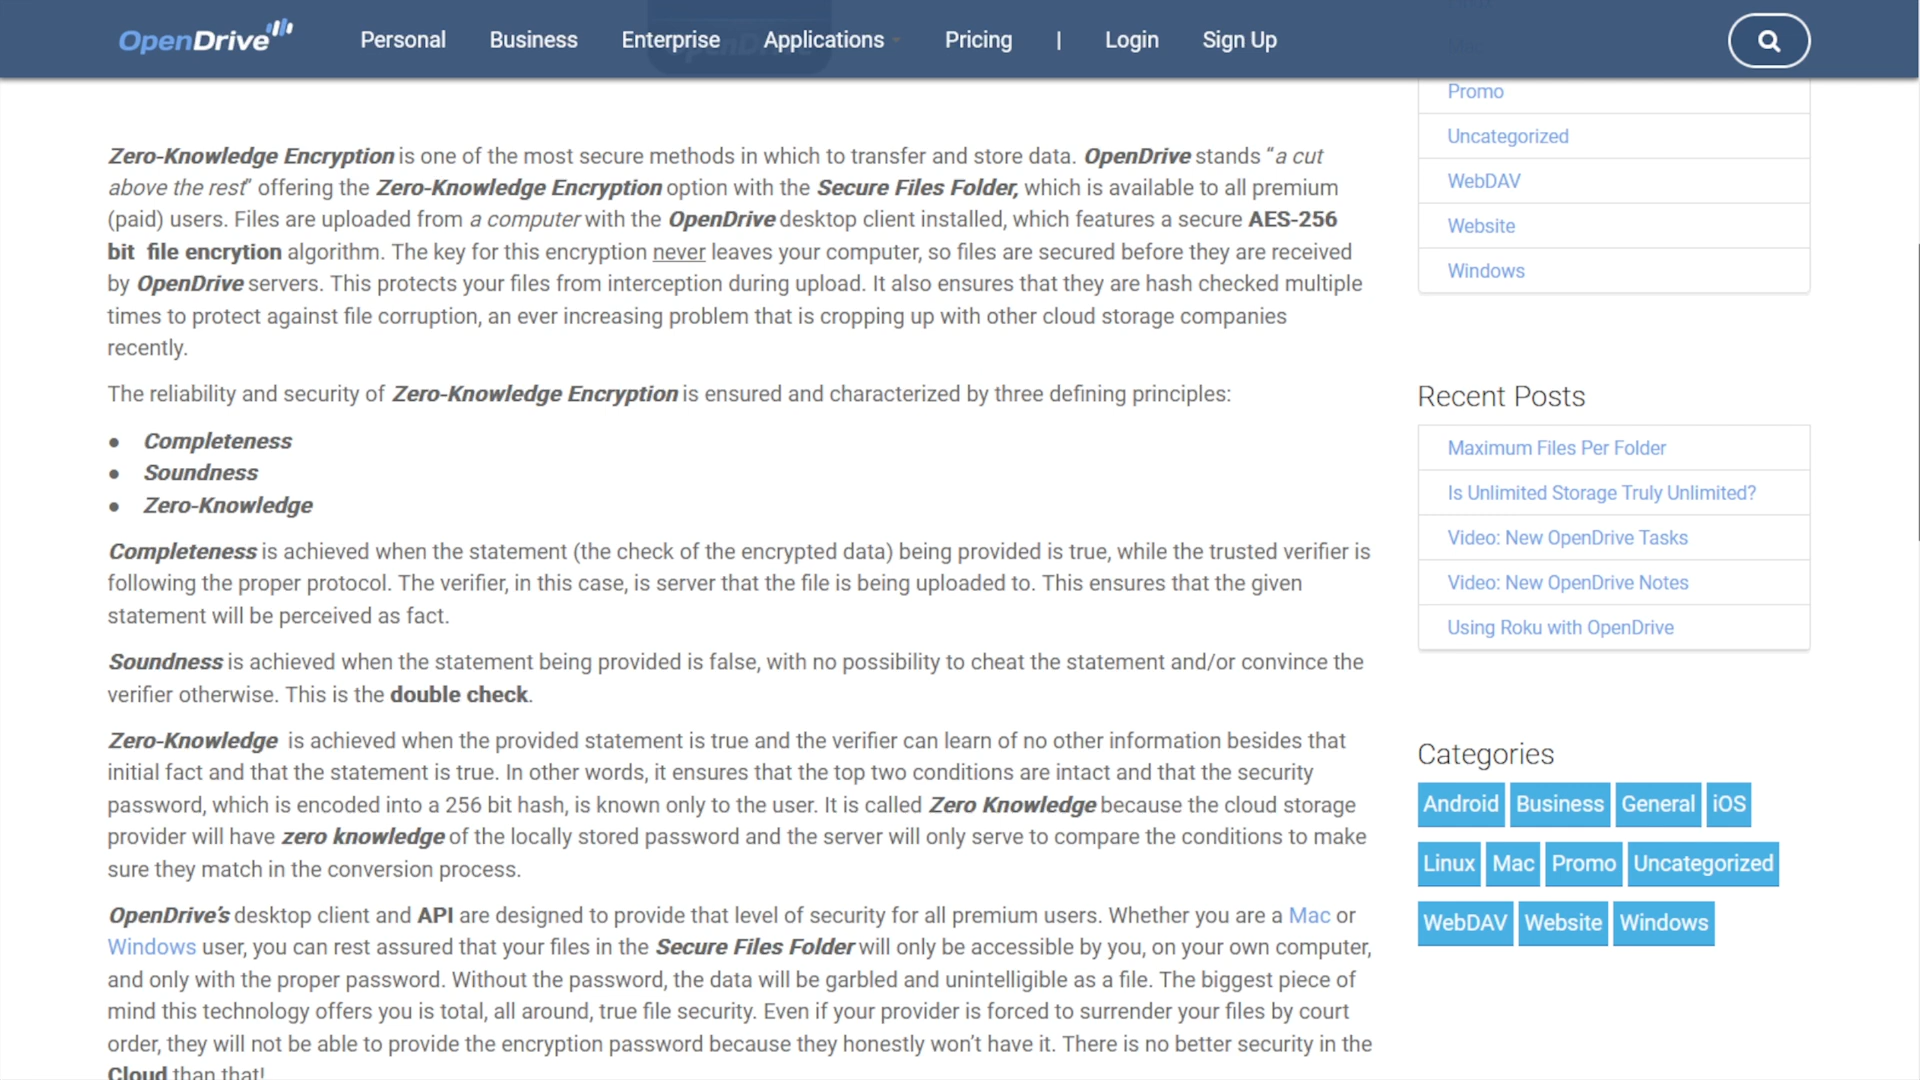 OpenDrive Personal Business Enterprise Applications Pricing | Login Sign Up
Zero-Knowledge Encryption is one of the most secure methods in which to transfer and store data. OpenDrive stands “a cut
above the rest” offering the Zero-Knowledge Encryption option with the Secure Files Folder, which is available to all premium
(paid) users. Files are uploaded from a computer with the OpenDrive desktop client installed, which features a secure AES-256
bit file encrytion algorithm. The key for this encryption never leaves your computer, so files are secured before they are received
by OpenDrive servers. This protects your files from interception during upload. It also ensures that they are hash checked multiple
times to protect against file corruption, an ever increasing problem that is cropping up with other cloud storage companies
recently.
The reliability and security of Zero-Knowledge Encryption is ensured and characterized by three defining principles:
● Completeness
● Soundness
● Zero-Knowledge
Completeness is achieved when the statement (the check of the encrypted data) being provided is true, while the trusted verifier is
following the proper protocol. The verifier, in this case, is server that the file is being uploaded to. This ensures that the given
statement will be perceived as fact.
Soundness is achieved when the statement being provided is false, with no possibility to cheat the statement and/or convince the
verifier otherwise. This is the double check.
Zero-Knowledge is achieved when the provided statement is true and the verifier can learn of no other information besides that
initial fact and that the statement is true. In other words, it ensures that the top two conditions are intact and that the security
password, which is encoded into a 256 bit hash, is known only to the user. It is called Zero Knowledge because the cloud storage
provider will have zero knowledge of the locally stored password and the server will only serve to compare the conditions to make
sure they match in the conversion process.
OpenDrive’s desktop client and API are designed to provide that level of security for all premium users. Whether you are a Mac or
Windows user, you can rest assured that your files in the Secure Files Folder will only be accessible by you, on your own computer,
and only with the proper password. Without the password, the data will be garbled and unintelligible as a file. The biggest piece of
mind this technology offers you is total, all around, true file security. Even if your provider is forced to surrender your files by court
order, they will not be able to provide the encryption password because they honestly won’t have it. There is no better security in the
Cloud than that!
Promo
Uncategorized
WebDAV
Website
Windows
Recent Posts
Maximum Files Per Folder
Is Unlimited Storage Truly Unlimited?
Video: New OpenDrive Tasks
Video: New OpenDrive Notes
Using Roku with OpenDrive
Categories
Android Business General iOS
Linux Mac Promo Uncategorized
WebDAV Website Windows